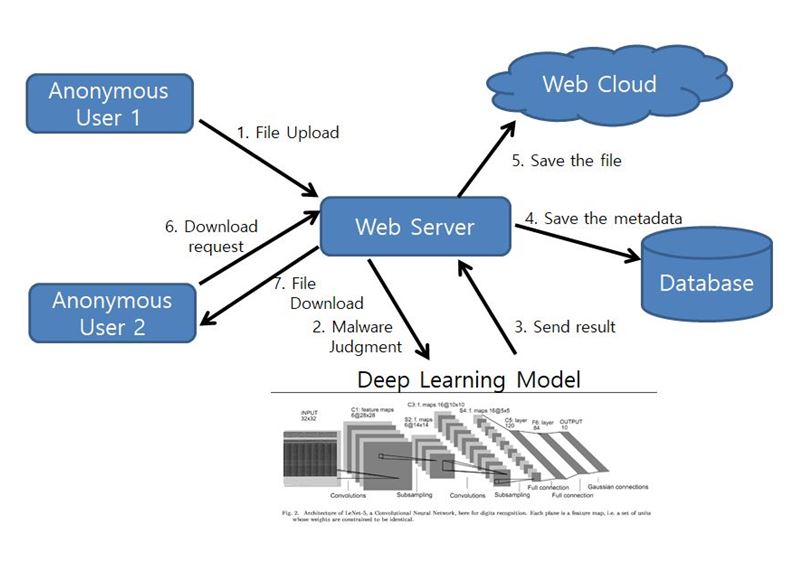 Anonymous
User 1
1. File Upload
Web Cloud
5. Save the file
6. Download
request
Web Server
4. Save the metadata
Database
Anonymous
User 2
7. File
Download
2. Malware
Judgment
3. Send result
Deep Learning Model
INPUT
32x32
C1: feature maps
6@28x28
C3: f. maps 16@10x10
S4: f. maps 16@5x5
S2: f. maps
6@14x14
C5: layer
120
F6: layer
84
OUTPUT
10
Convolutions
Subsampling
Convolutions
Subsampling
Full connection
Full connection
Gaussian connections
Fig. 2. Architecture of LeNet-5, a Convolutional Neural Network, here for digits recognition. Each plane is a feature map, i.e. a set of units
whose weights are constrained to be identical.